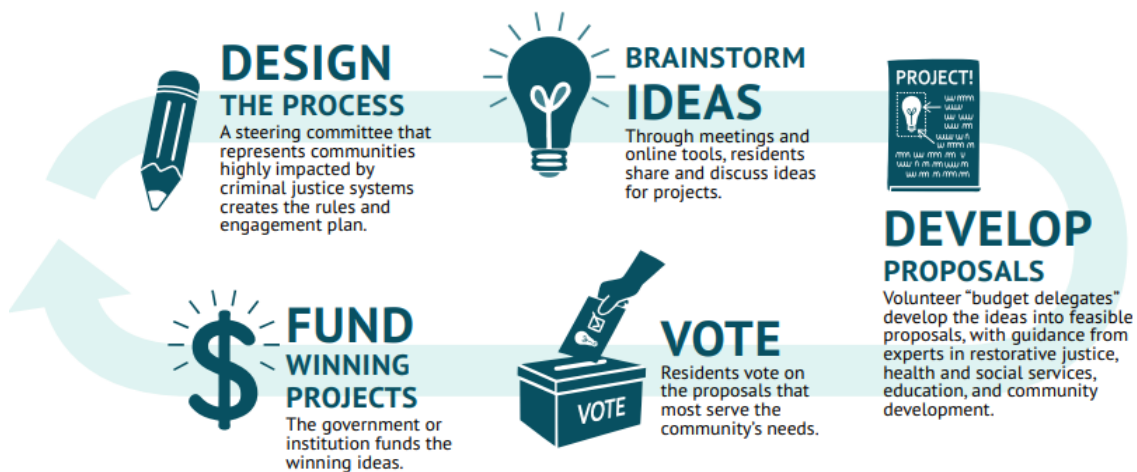 DESIGN
THE PROCESS
A steering committee that
represents communities
highly impacted by
criminal justice systems
creates the rules and
engagement plan.
BRAINSTORM
IDEAS
Through meetings and
online tools, residents
share and discuss ideas
for projects.
PROJECT!
DEVELOP
PROPOSALS
Volunteer “budget delegates”
develop the ideas into feasible
proposals, with guidance from
experts in restorative justice,
health and social services,
education, and community
development.
VOTE
Residents vote on
the proposals that
most serve the
community’s needs.
VOTE
FUND
WINNING
PROJECTS
The government or
institution funds the
winning ideas.